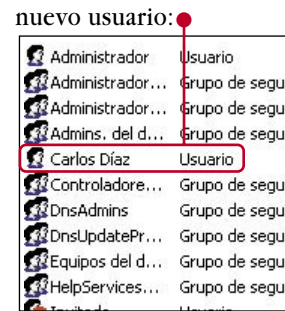 nuevo usuario:
Administrador Usuario
Administrador... Grupo de segu
Administrador... Grupo de segu
Admins. del d... Grupo de segu
Carlos Díaz Usuario
Controladore... Grupo de segu
DnsAdmins Grupo de segu
DnsUpdatePr... Grupo de segu
Equipos del d... Grupo de segu
HelpServices... Grupo de segu